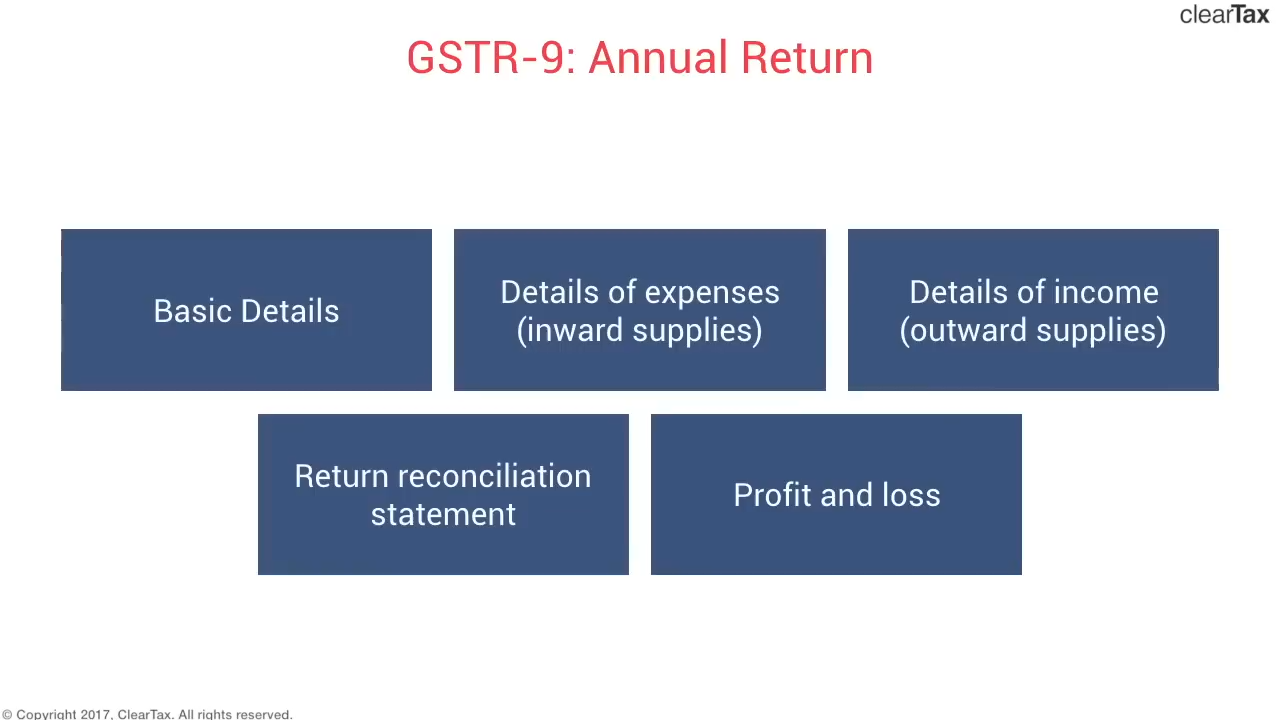 clearTax
GSTR-9: Annual Return
Basic Details
Details of expenses
(inward supplies)
Details of income
(outward supplies)
Return reconciliation
statement
Profit and loss
© Copyright 2017, ClearTax. All rights reserved.